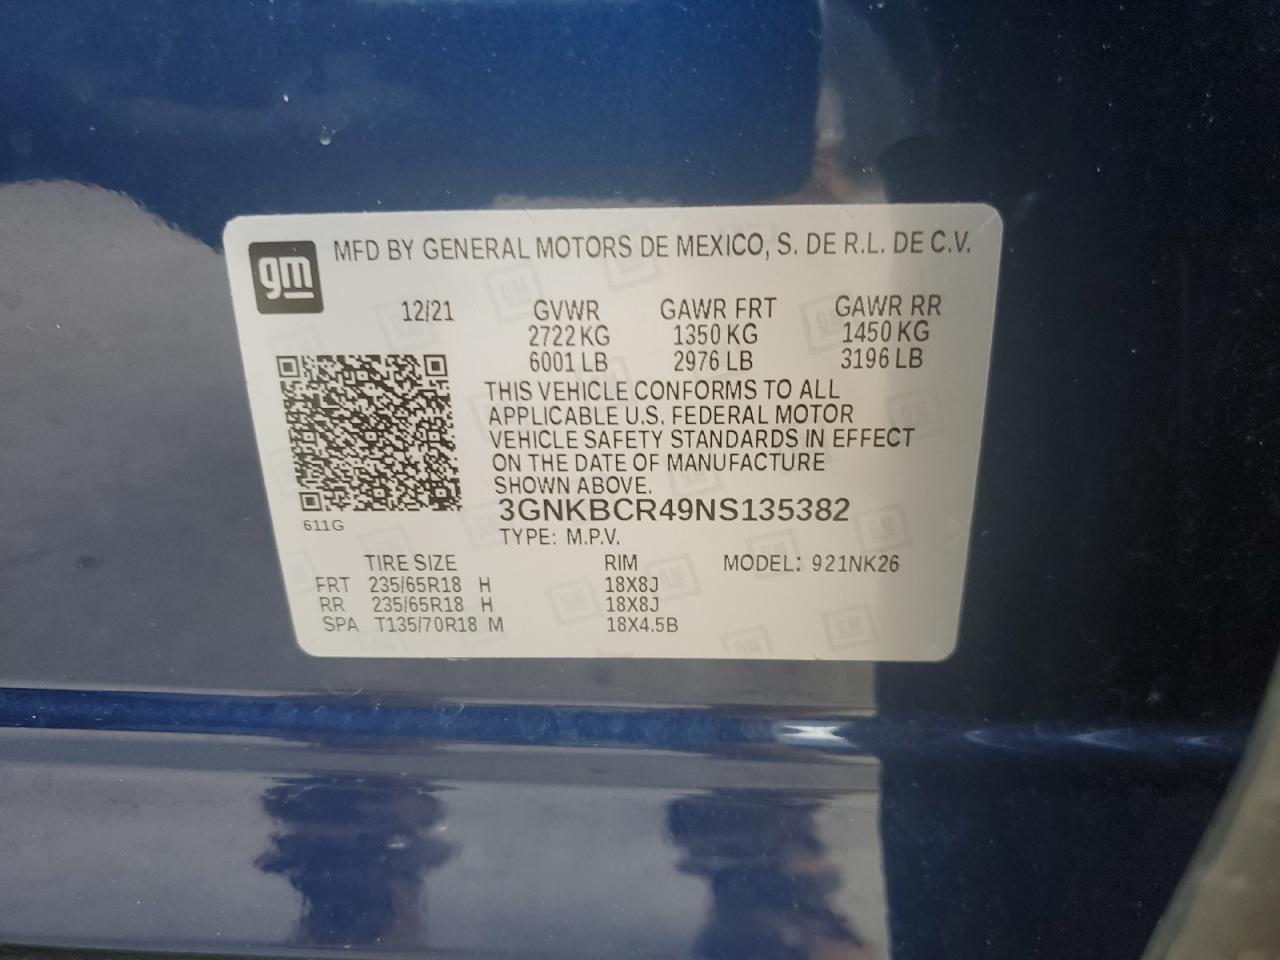 gm MFD BY GENERAL MOTORS DE MEXICO, S. DE R.L. DE C.V.
12/21 GVWR GAWR FRT GAWR RR
2722 KG 1350 KG 1450 KG
6001 LB 2976 LB 3196 LB
THIS VEHICLE CONFORMS TO ALL
APPLICABLE U.S. FEDERAL MOTOR
VEHICLE SAFETY STANDARDS IN EFFECT
ON THE DATE OF MANUFACTURE
SHOWN ABOVE.
3GNKBCR49NS135382
611G
TYPE: M.P.V.
TIRE SIZE RIM MODEL: 921NK26
FRT 235/65R18 H 18X8J
RR 235/65R18 H 18X8J
SPA T135/70R18 M 18X4.5B